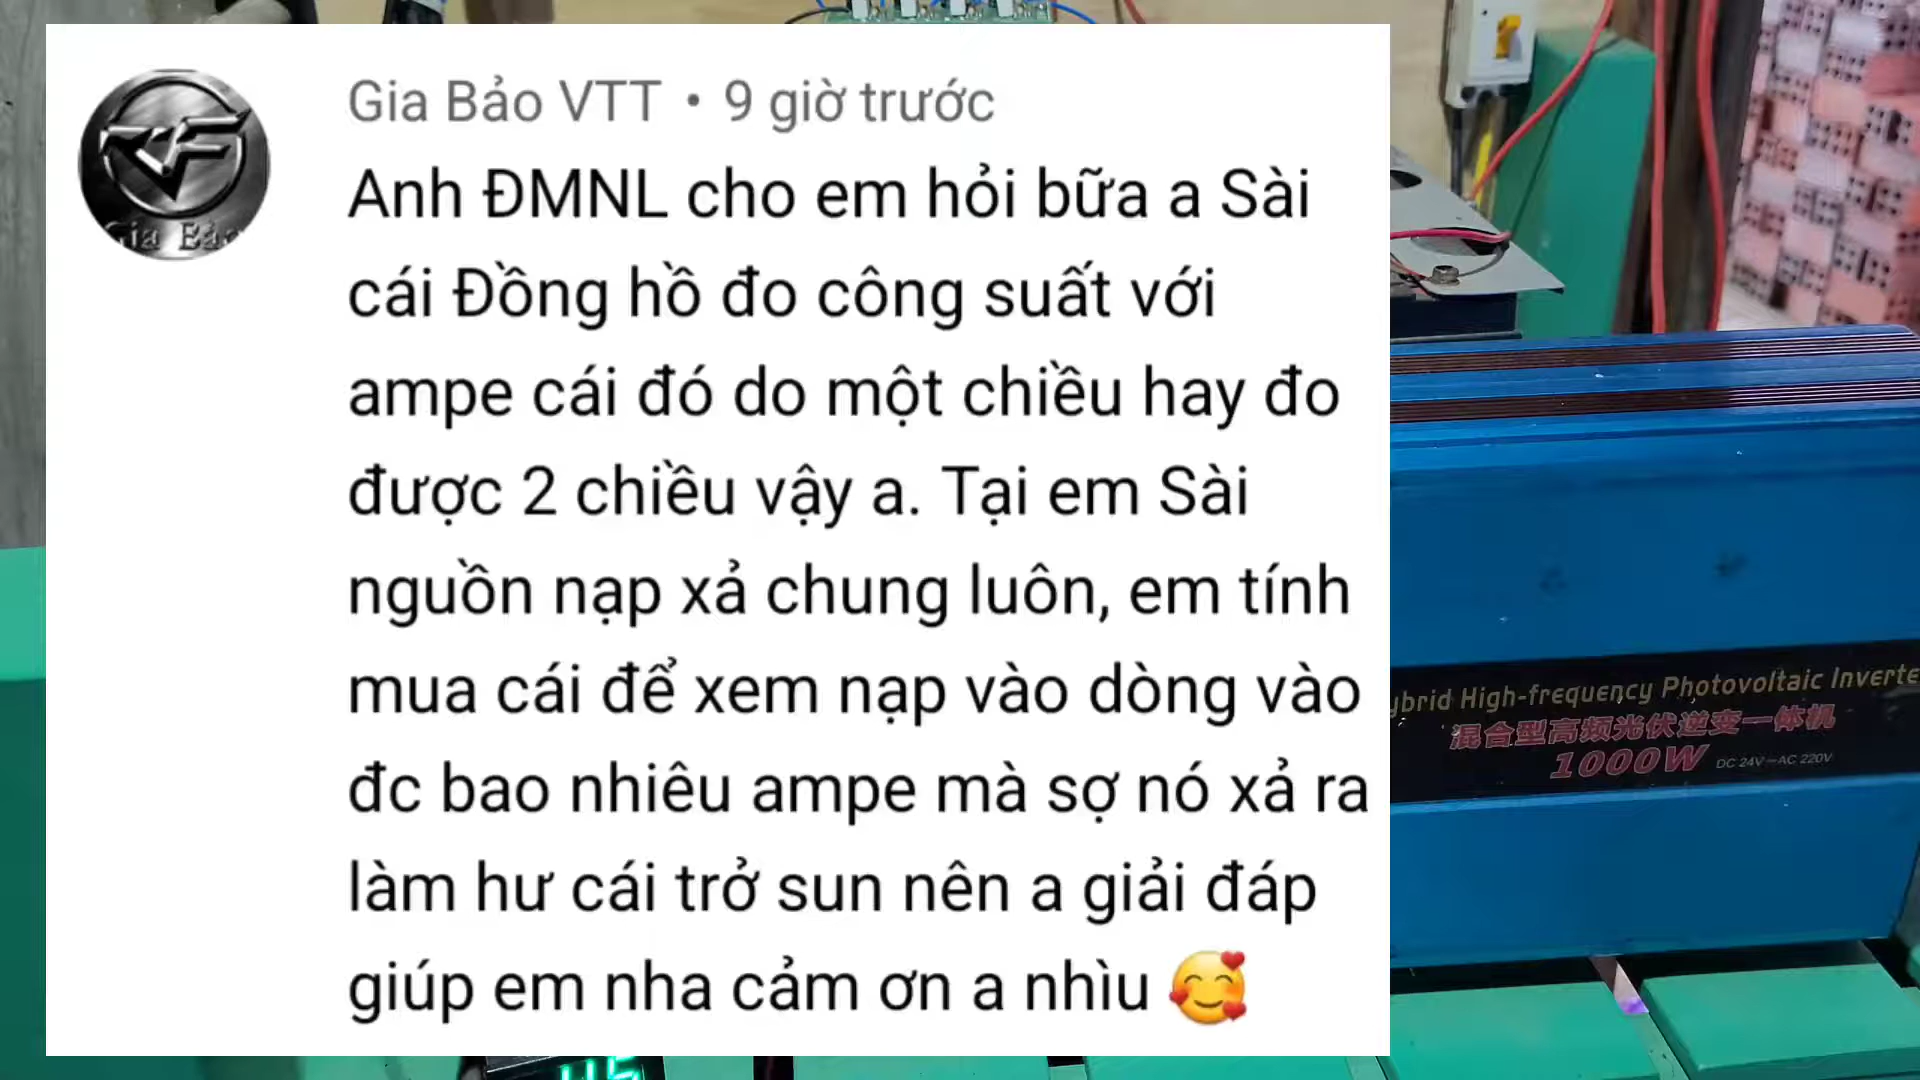 Gia Bảo VTT • 9 giờ trước
Anh ĐMNL cho em hỏi bữa a Sài
cái Đồng hồ đo công suất với
ampe cái đó do một chiều hay đo
được 2 chiều vậy a. Tại em Sài
nguồn nạp xả chung luôn, em tính
mua cái để xem nạp vào dòng vào
đc bao nhiêu ampe mà sợ nó xả ra
làm hư cái trở sun nên a giải đáp
giúp em nha cảm ơn a nhìu 🥰
Gia Bảo
ybrid High-frequency Photovoltaic Inverte
混合型高频光伏逆变一体机
1000W DC 24V—AC 220V